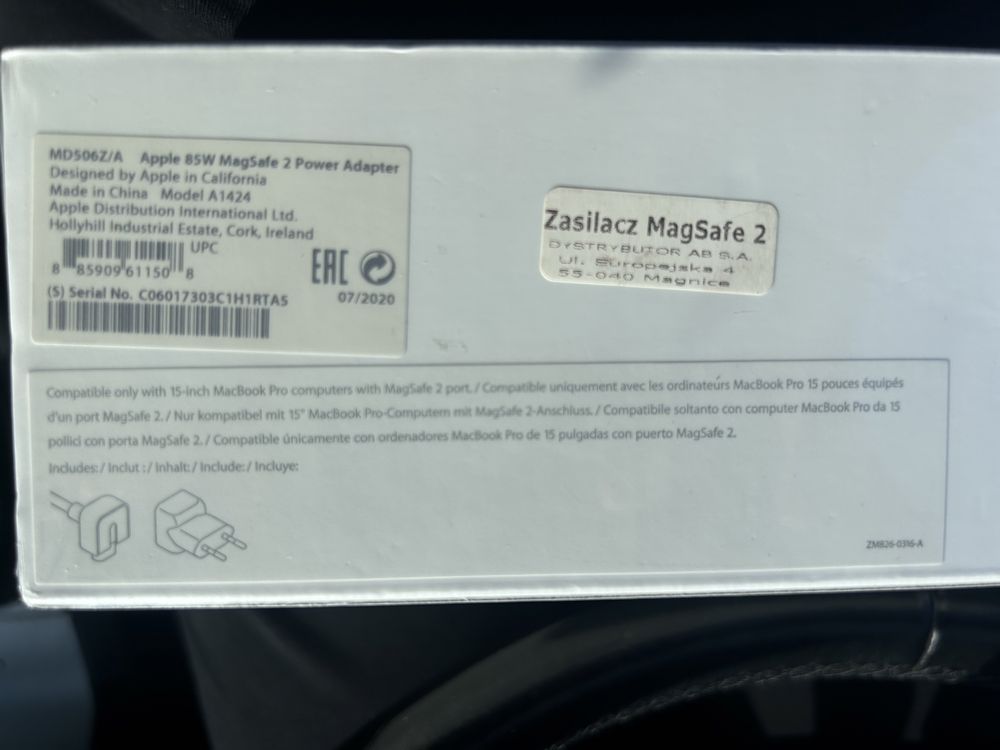 MD506Z/A Apple 85W MagSafe 2 Power Adapter
Designed by Apple in California
Made in China Model A1424
Apple Distribution International Ltd.
Hollyhill Industrial Estate, Cork, Ireland
UPC
8 85909 61150 8
EAC
(S) Serial No. C06017303C1H1RTA5
07/2020
Zasilacz MagSafe 2
DYSTRYBUTOR AB S.A.
Ul. Europejska 4
55-040 Magnice
Compatible only with 15-inch MacBook Pro computers with MagSafe 2 port. / Compatible uniquement avec les ordinateurs MacBook Pro 15 pouces équipés
d'un port MagSafe 2. / Nur kompatibel mit 15" MacBook Pro-Computern mit MagSafe 2-Anschluss. / Compatibile soltanto con computer MacBook Pro da 15
pollici con porta MagSafe 2. / Compatible únicamente con ordenadores MacBook Pro de 15 pulgadas con puerto MagSafe 2.
Includes: / Inclut : / Inhalt: / Include: / Incluye:
ZM826-0316-A